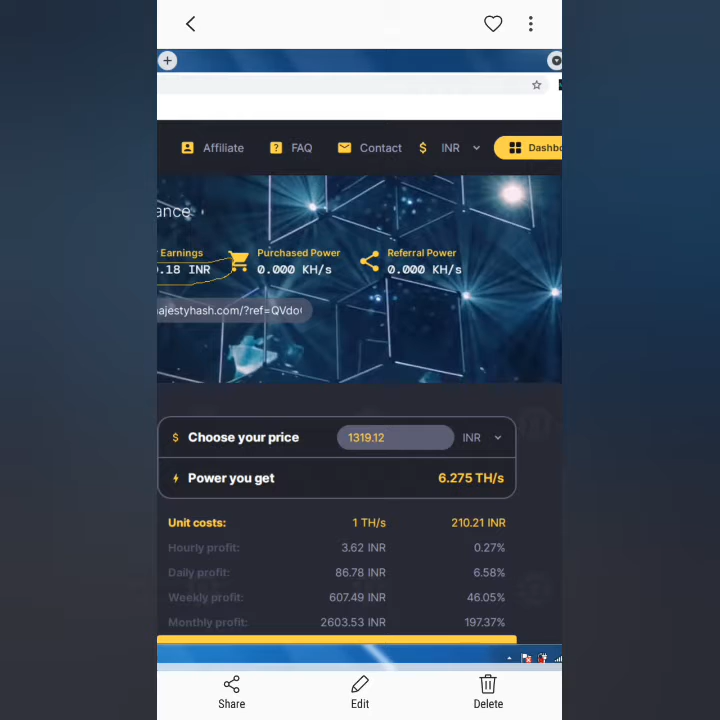 Affiliate FAQ Contact INR
Earnings Purchased Power Referral Power
.18 INR 0.000 KH/s 0.000 KH/s
ajestyhash.com/?ref=QVdo
Choose your price 1319.12 INR
Power you get 6.275 TH/s
Unit costs: 1 TH/s 210.21 INR
Hourly profit: 3.62 INR 0.27%
Daily profit: 86.78 INR 6.58%
Weekly profit: 607.49 INR 46.05%
Monthly profit: 2603.53 INR 197.37%
Share Edit Delete